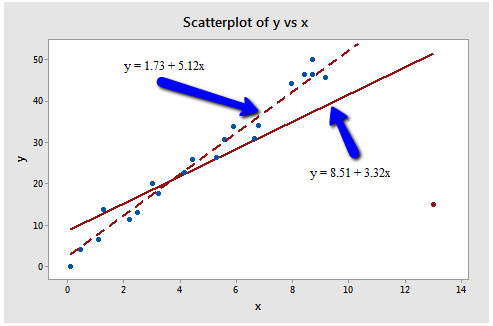 Scatterplot of y vs x
y = 1.73 + 5.12x
y = 8.51 + 3.32x
y
50
40
30
20
10
0
0 2 4 6 8 10 12 14
x